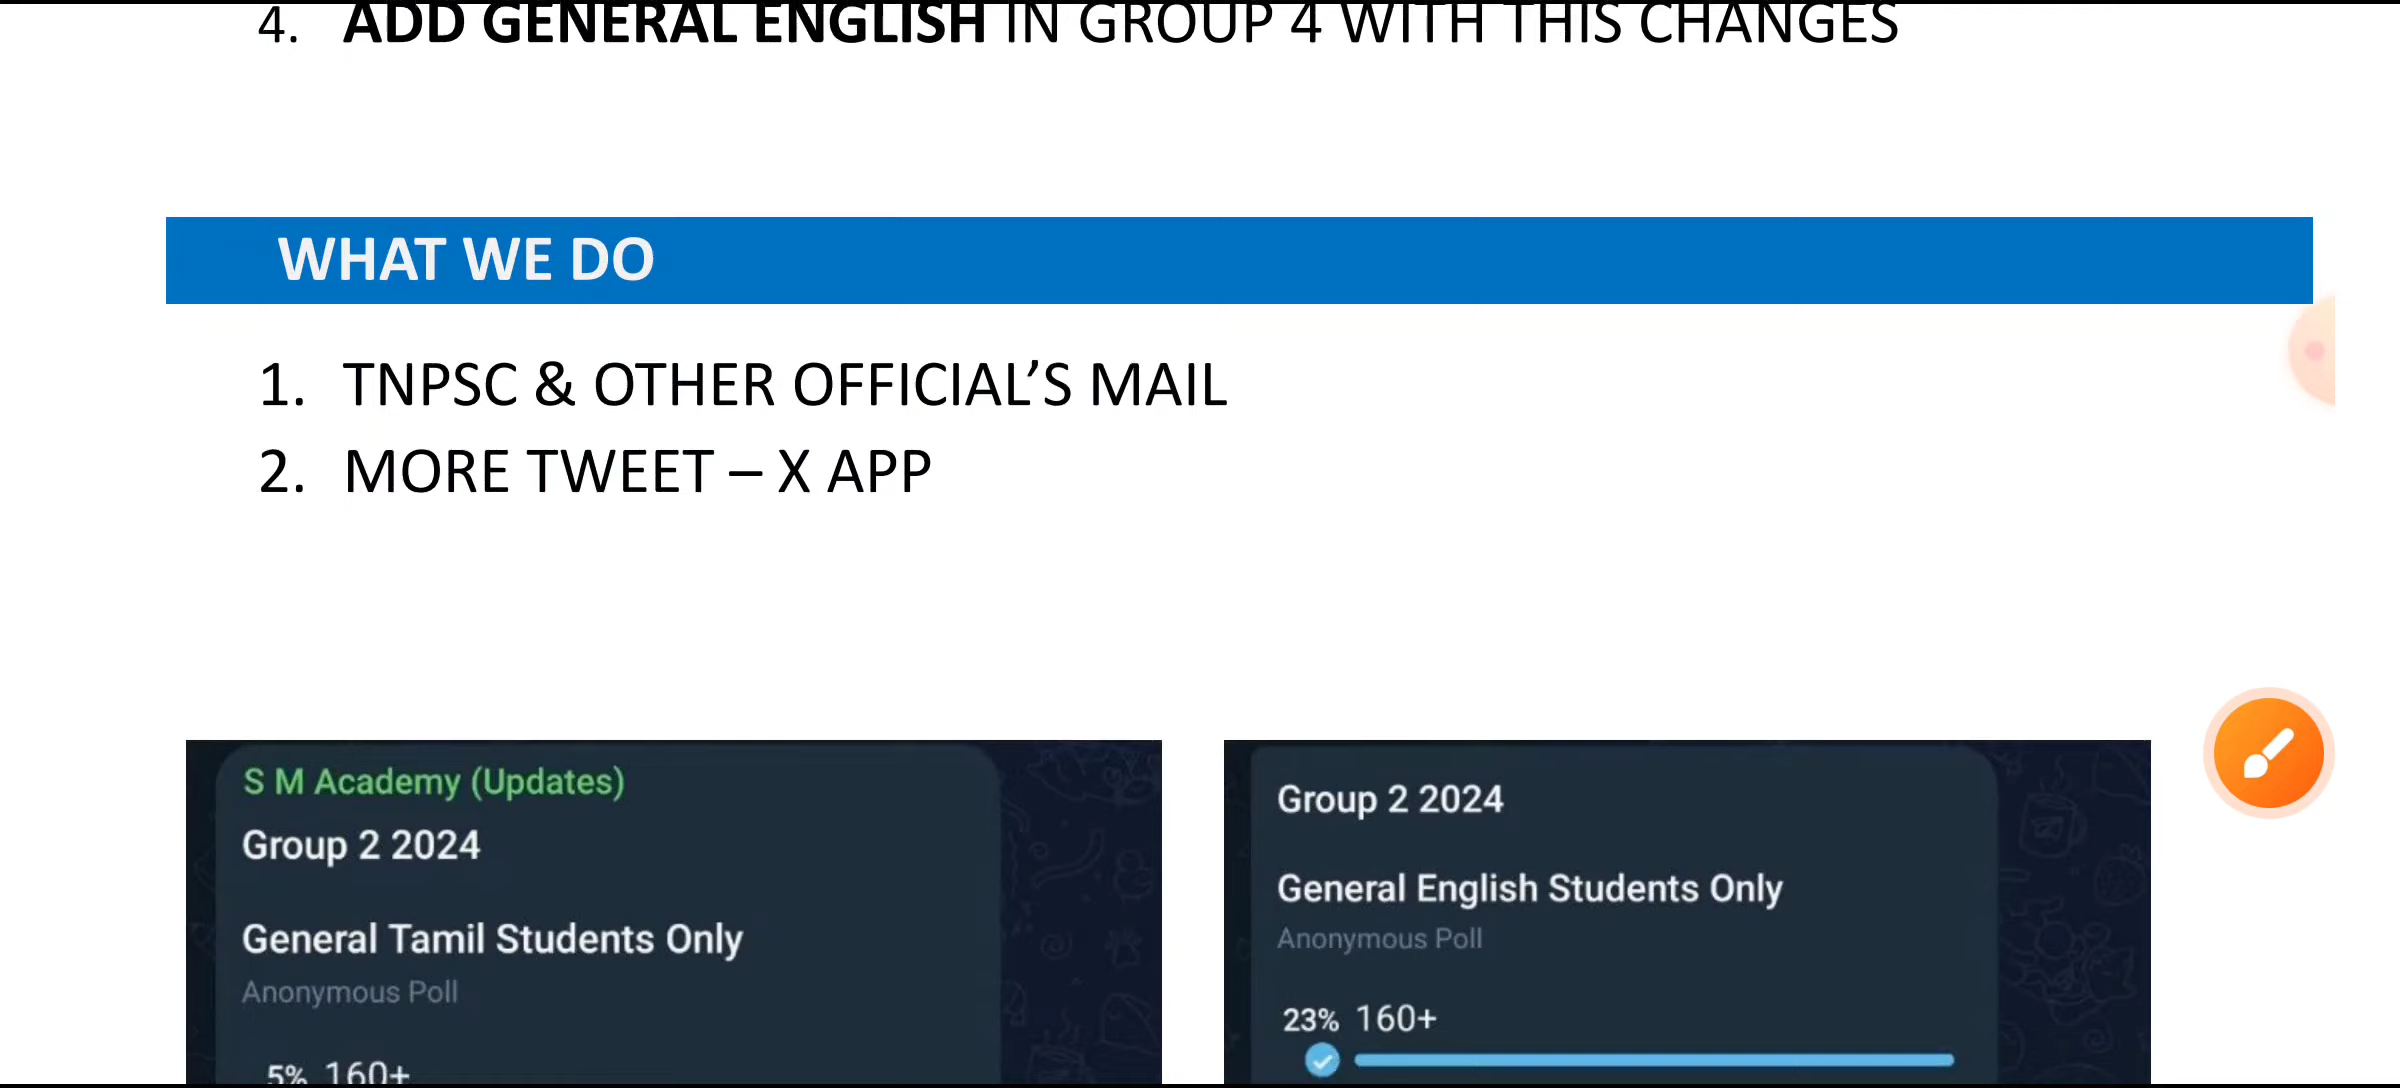 4. ADD GENERAL ENGLISH IN GROUP 4 WITH THIS CHANGES
WHAT WE DO
1. TNPSC & OTHER OFFICIAL’S MAIL
2. MORE TWEET – X APP
S M Academy (Updates)
Group 2 2024
General Tamil Students Only
Anonymous Poll
5% 160+
Group 2 2024
General English Students Only
Anonymous Poll
23% 160+